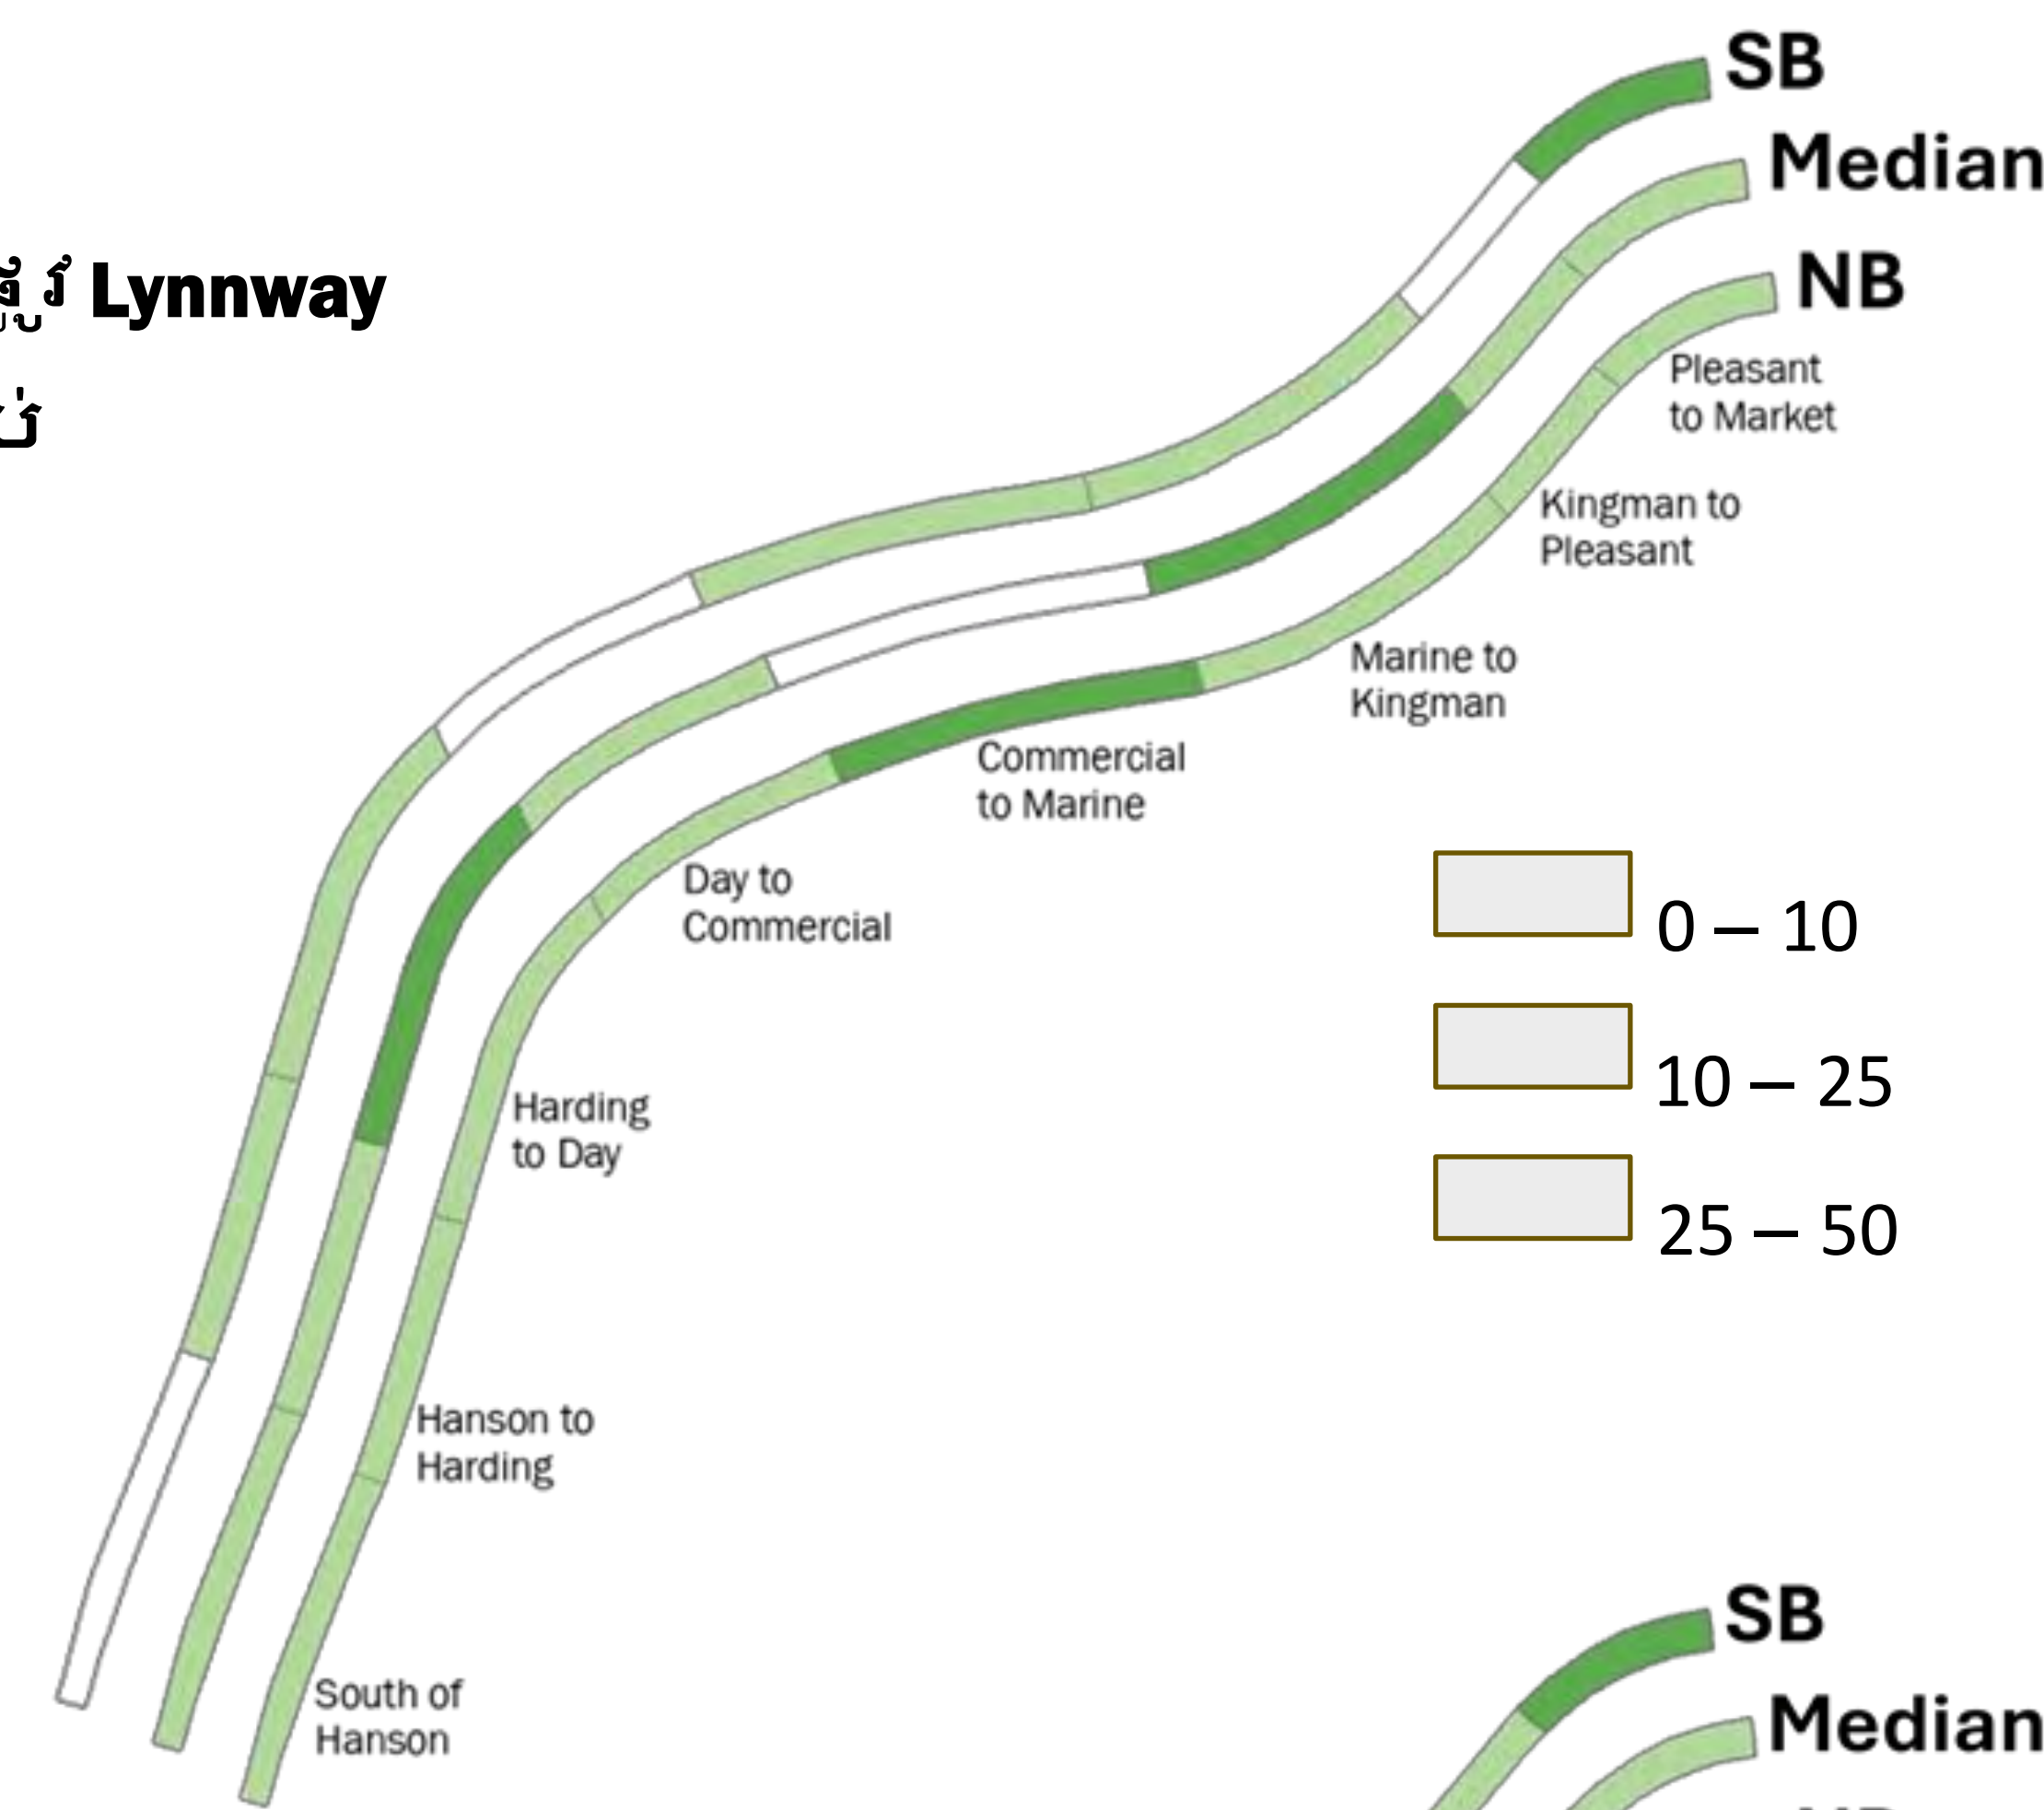 SB
Median
NB
Lynnway
Pleasant
to Market
Kingman to
Pleasant
Marine to
Kingman
Commercial
to Marine
Day to
Commercial
0 – 10
10 – 25
25 – 50
Harding
to Day
Hanson to
Harding
South of
Hanson
SB
Median